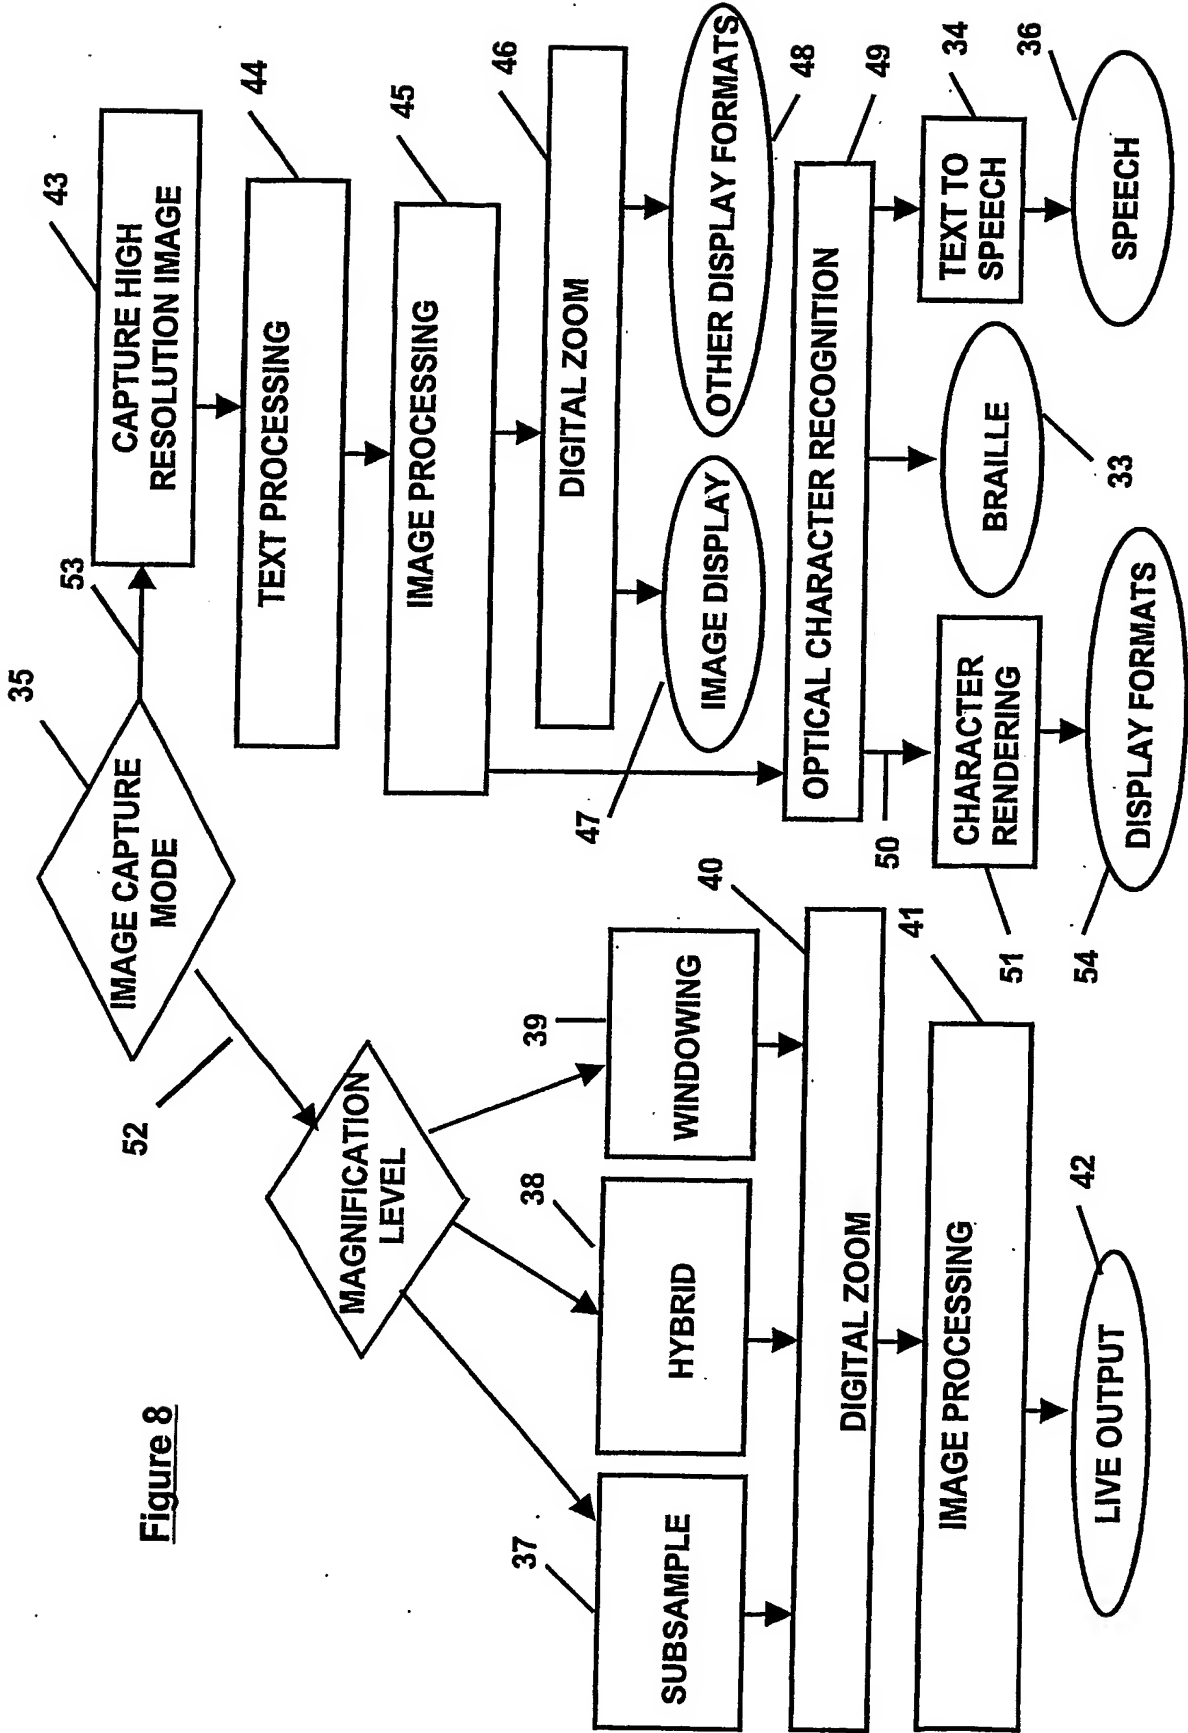 Figure 8
35
IMAGE CAPTURE
MODE
52
53
43
CAPTURE HIGH
RESOLUTION IMAGE
MAGNIFICATION
LEVEL
44
TEXT PROCESSING
45
IMAGE PROCESSING
37
SUBSAMPLE
38
HYBRID
39
WINDOWING
46
DIGITAL ZOOM
47
IMAGE DISPLAY
OTHER DISPLAY FORMATS
48
40
DIGITAL ZOOM
OPTICAL CHARACTER RECOGNITION
49
50
41
IMAGE PROCESSING
51
CHARACTER
RENDERING
BRAILLE
33
TEXT TO
SPEECH
34
LIVE OUTPUT
42
54
DISPLAY FORMATS
SPEECH
36